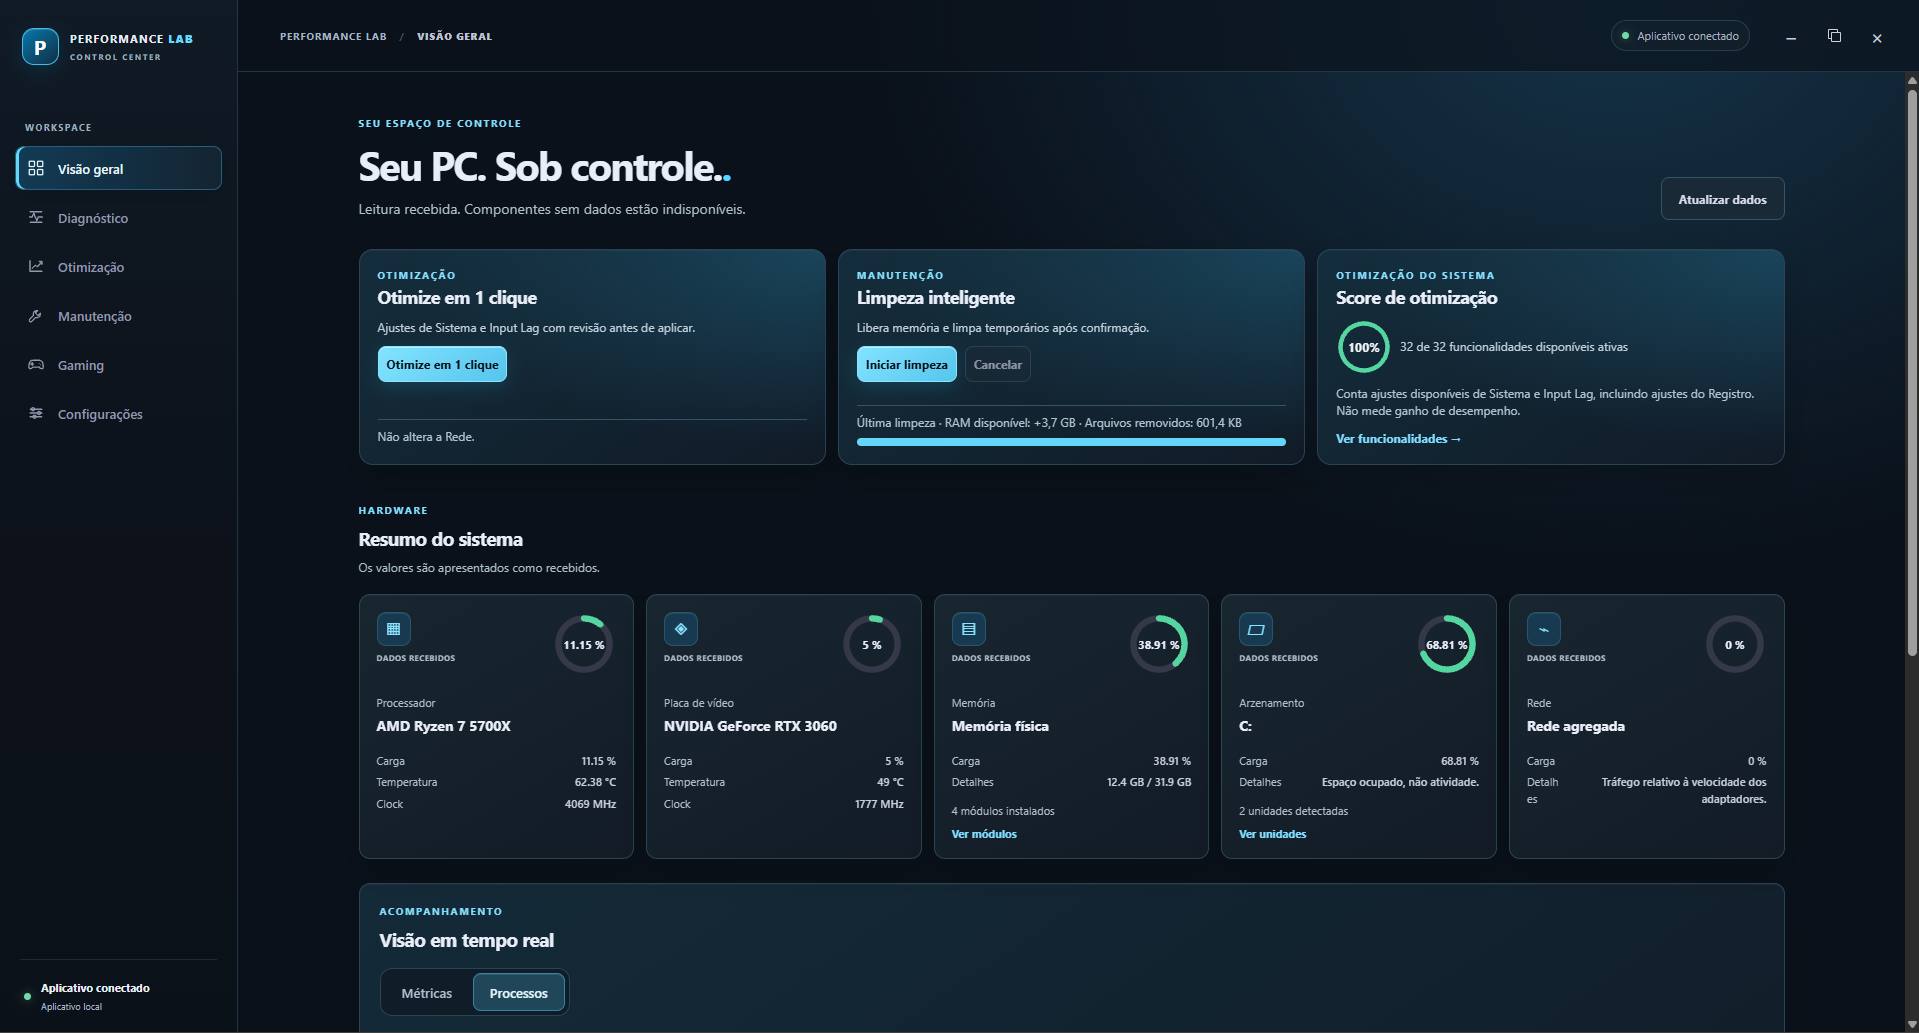 P
PERFORMANCE LAB
CONTROL CENTER
PERFORMANCE LAB / VISÃO GERAL
Aplicativo conectado
WORKSPACE
Visão geral
Diagnóstico
Otimização
Manutenção
Gaming
Configurações
Aplicativo conectado
Aplicativo local
SEU ESPAÇO DE CONTROLE
Seu PC. Sob controle..
Leitura recebida. Componentes sem dados estão indisponíveis.
Atualizar dados
OTIMIZAÇÃO
Otimize em 1 clique
Ajustes de Sistema e Input Lag com revisão antes de aplicar.
Otimize em 1 clique
Não altera a Rede.
MANUTENÇÃO
Limpeza inteligente
Libera memória e limpa temporários após confirmação.
Iniciar limpeza
Cancelar
Última limpeza · RAM disponível: +3,7 GB · Arquivos removidos: 601,4 KB
OTIMIZAÇÃO DO SISTEMA
Score de otimização
100%
32 de 32 funcionalidades disponíveis ativas
Conta ajustes disponíveis de Sistema e Input Lag, incluindo ajustes do Registro.
Não mede ganho de desempenho.
Ver funcionalidades →
HARDWARE
Resumo do sistema
Os valores são apresentados como recebidos.
DADOS RECEBIDOS
11.15 %
Processador
AMD Ryzen 7 5700X
Carga 11.15 %
Temperatura 62.38 °C
Clock 4069 MHz
DADOS RECEBIDOS
5 %
Placa de vídeo
NVIDIA GeForce RTX 3060
Carga 5 %
Temperatura 49 °C
Clock 1777 MHz
DADOS RECEBIDOS
38.91 %
Memória
Memória física
Carga 38.91 %
Detalhes 12.4 GB / 31.9 GB
4 módulos instalados
Ver módulos
DADOS RECEBIDOS
68.81 %
Arzenamento
C:
Carga 68.81 %
Detalhes Espaço ocupado, não atividade.
2 unidades detectadas
Ver unidades
DADOS RECEBIDOS
0 %
Rede
Rede agregada
Carga 0 %
Detalh Tráfego relativo à velocidade dos
es adaptadores.
ACOMPANHAMENTO
Visão em tempo real
Métricas
Processos